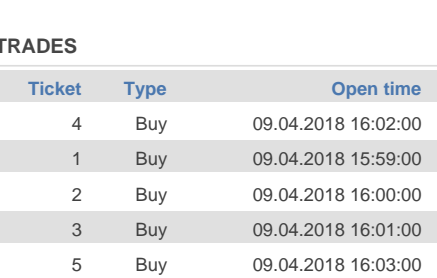 TRADES
Ticket Type Open time
4 Buy 09.04.2018 16:02:00
1 Buy 09.04.2018 15:59:00
2 Buy 09.04.2018 16:00:00
3 Buy 09.04.2018 16:01:00
5 Buy 09.04.2018 16:03:00